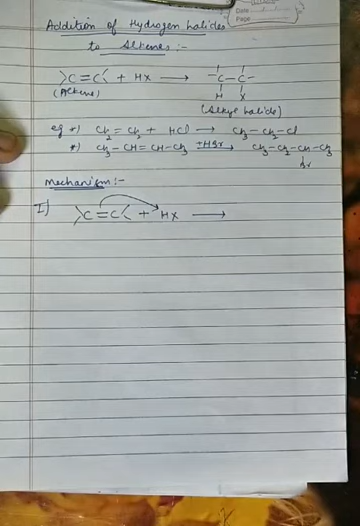 Date
Page
Addition of Hydrogen halides
to Alkenes :-
>C=C< + HX → -C-C-
(Alkene) H X
(Alkyl halide)
eg *) CH2 = CH2 + HCl → CH3-CH2-Cl
*) CH3-CH=CH-CH3 +HBr → CH3-CH2-CH-CH3
Br
Mechanism :-
I) >C=C< + HX →